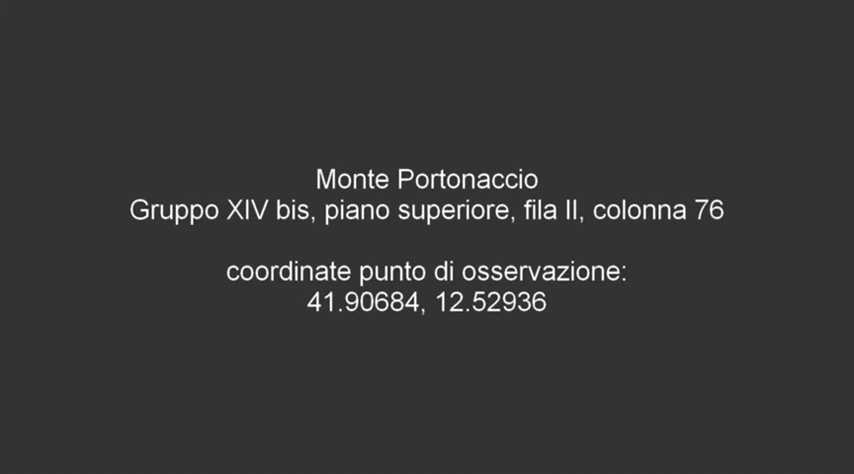 Monte Portonaccio
Gruppo XIV bis, piano superiore, fila II, colonna 76
coordinate punto di osservazione:
41.90684, 12.52936